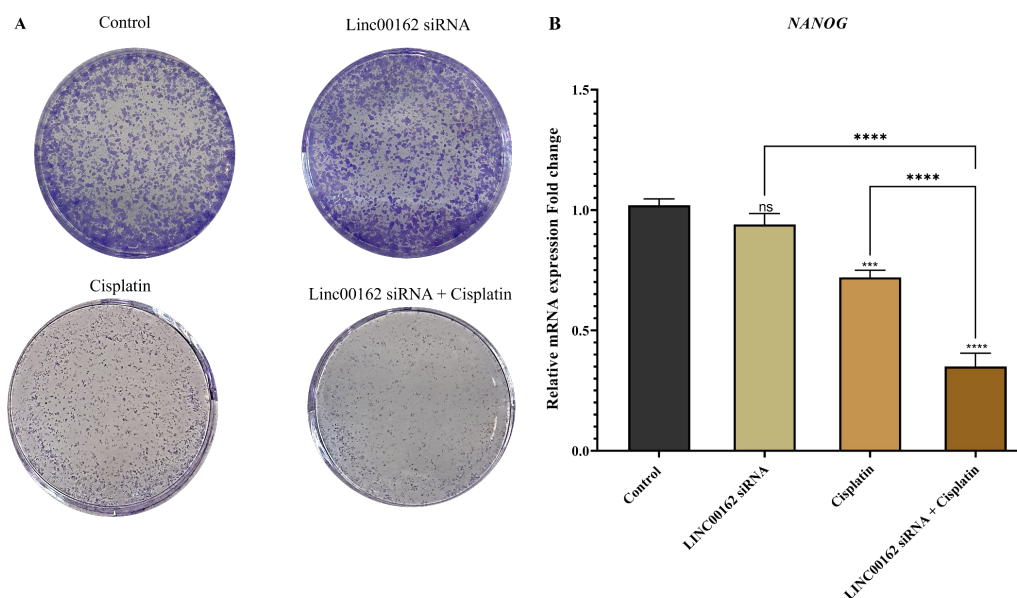 A
Control
Linc00162 siRNA
Cisplatin
Linc00162 siRNA + Cisplatin
B
NANOG
Relative mRNA expression Fold change
1.5
1.0
0.5
0.0
****
****
ns
***
****
Control
LINC00162 siRNA
Cisplatin
LINC00162 siRNA + Cisplatin